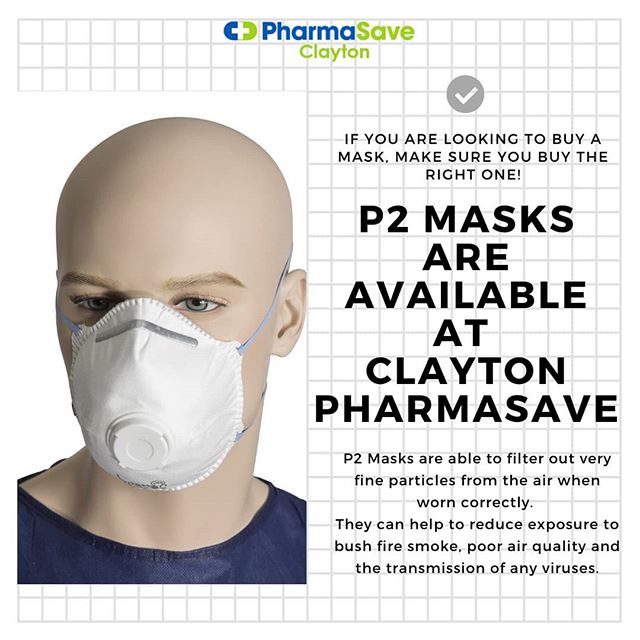 PharmaSave
Clayton
IF YOU ARE LOOKING TO BUY A
MASK, MAKE SURE YOU BUY THE
RIGHT ONE!
P2 MASKS
ARE
AVAILABLE
AT
CLAYTON
PHARMASAVE
P2 Masks are able to filter out very
fine particles from the air when
worn correctly.
They can help to reduce exposure to
bush fire smoke, poor air quality and
the transmission of any viruses.